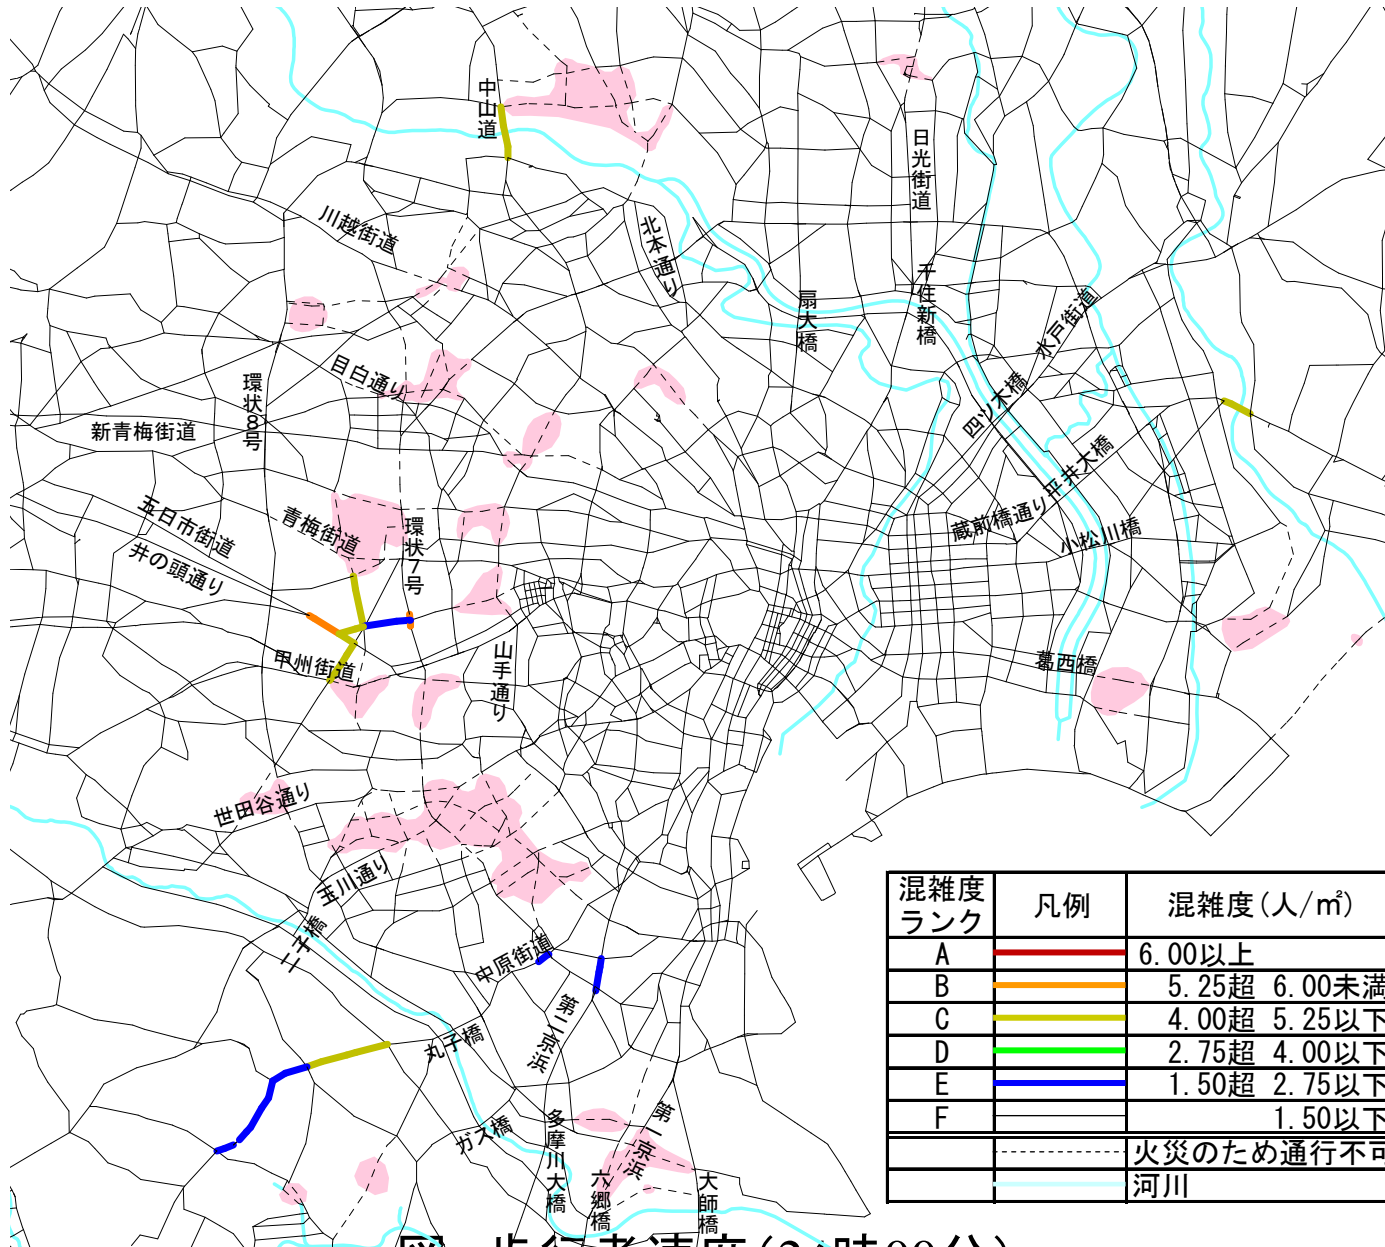 中山道
日光街道
川越街道
北本通り
千住新橋
扇大橋
水戸街道
目白通り
環状8号
四ツ木橋
新青梅街道
平井大橋
五日市街道
青梅街道
環状7号
蔵前橋通り
小松川橋
井の頭通り
甲州街道
山手通り
葛西橋
世田谷通り
玉川通り
二子橋
中原街道
第二京浜
丸子橋
ガス橋
多摩川大橋
第一京浜
六郷橋
大師橋
混雑度ランク 凡例 混雑度(人/㎡)
A 6.00以上
B 5.25超 6.00未満
C 4.00超 5.25以下
D 2.75超 4.00以下
E 1.50超 2.75以下
F 1.50以下
火災のため通行不可
河川